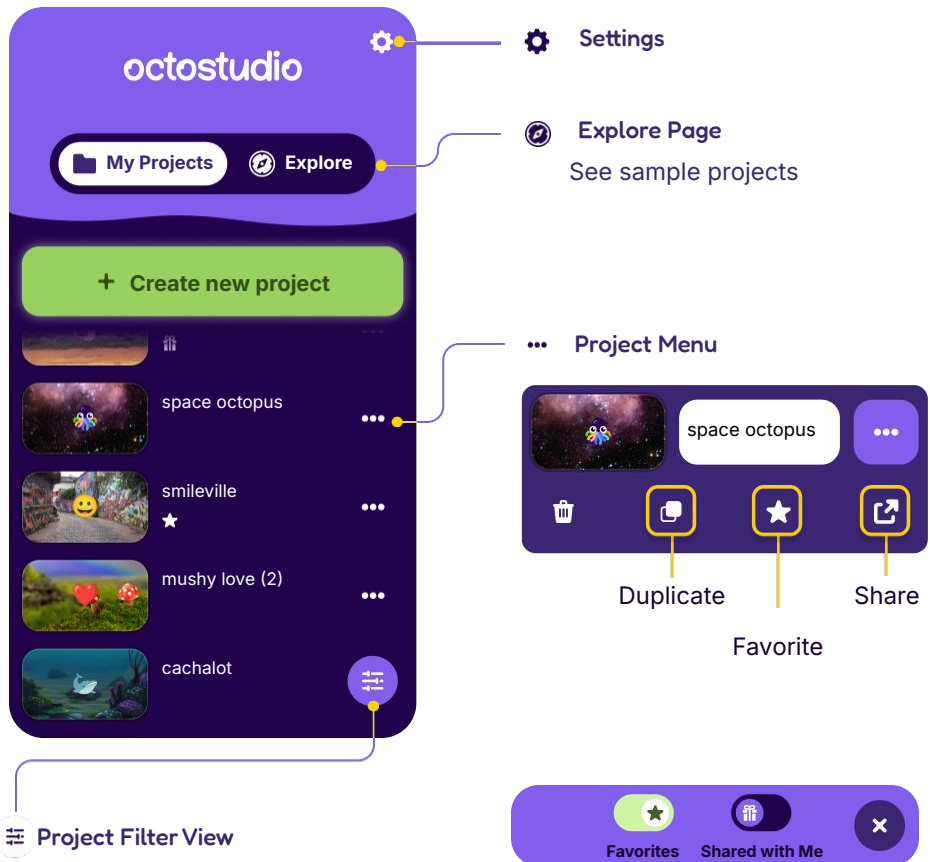 octostudio
My Projects
Explore
+ Create new project
space octopus
smileville
mushy love (2)
cachalot
Project Filter View
Settings
Explore Page
See sample projects
Project Menu
space octopus
Duplicate
Share
Favorite
Favorites
Shared with Me